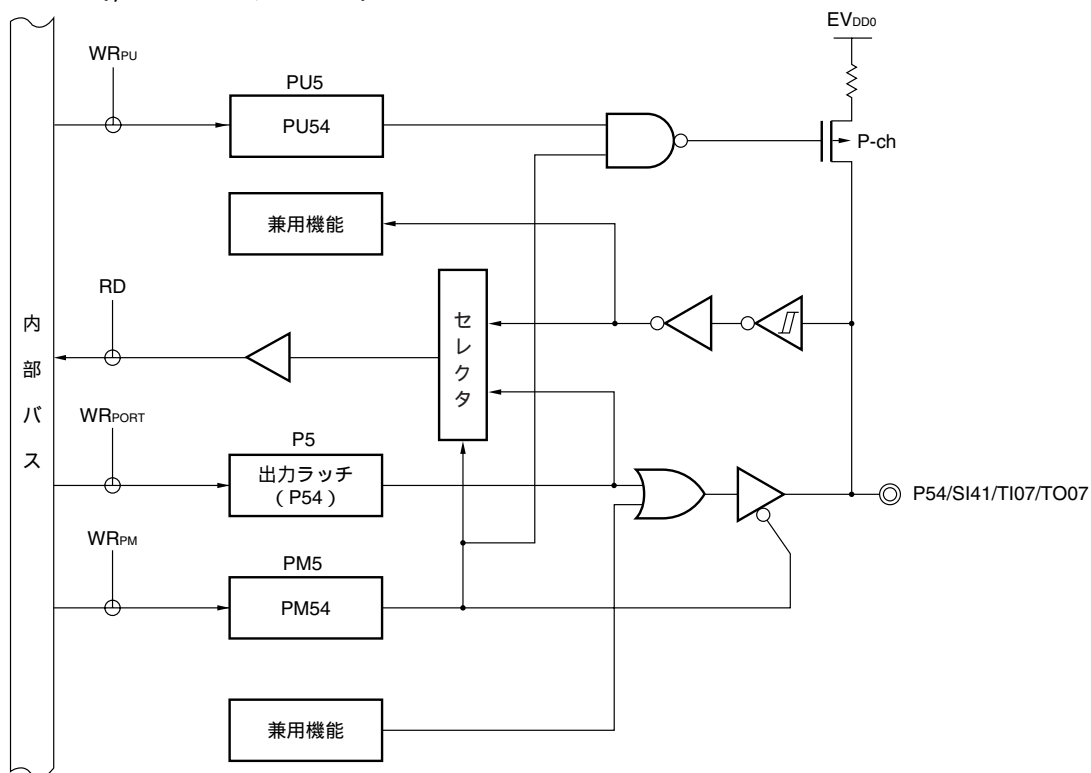 EVDD0
WRPU
PU5
PU54
P-ch
兼用機能
RD
セレクタ
内部バス
WRPORT
P5
出力ラッチ
（P54）
P54/SI41/TI07/TO07
WRPM
PM5
PM54
兼用機能